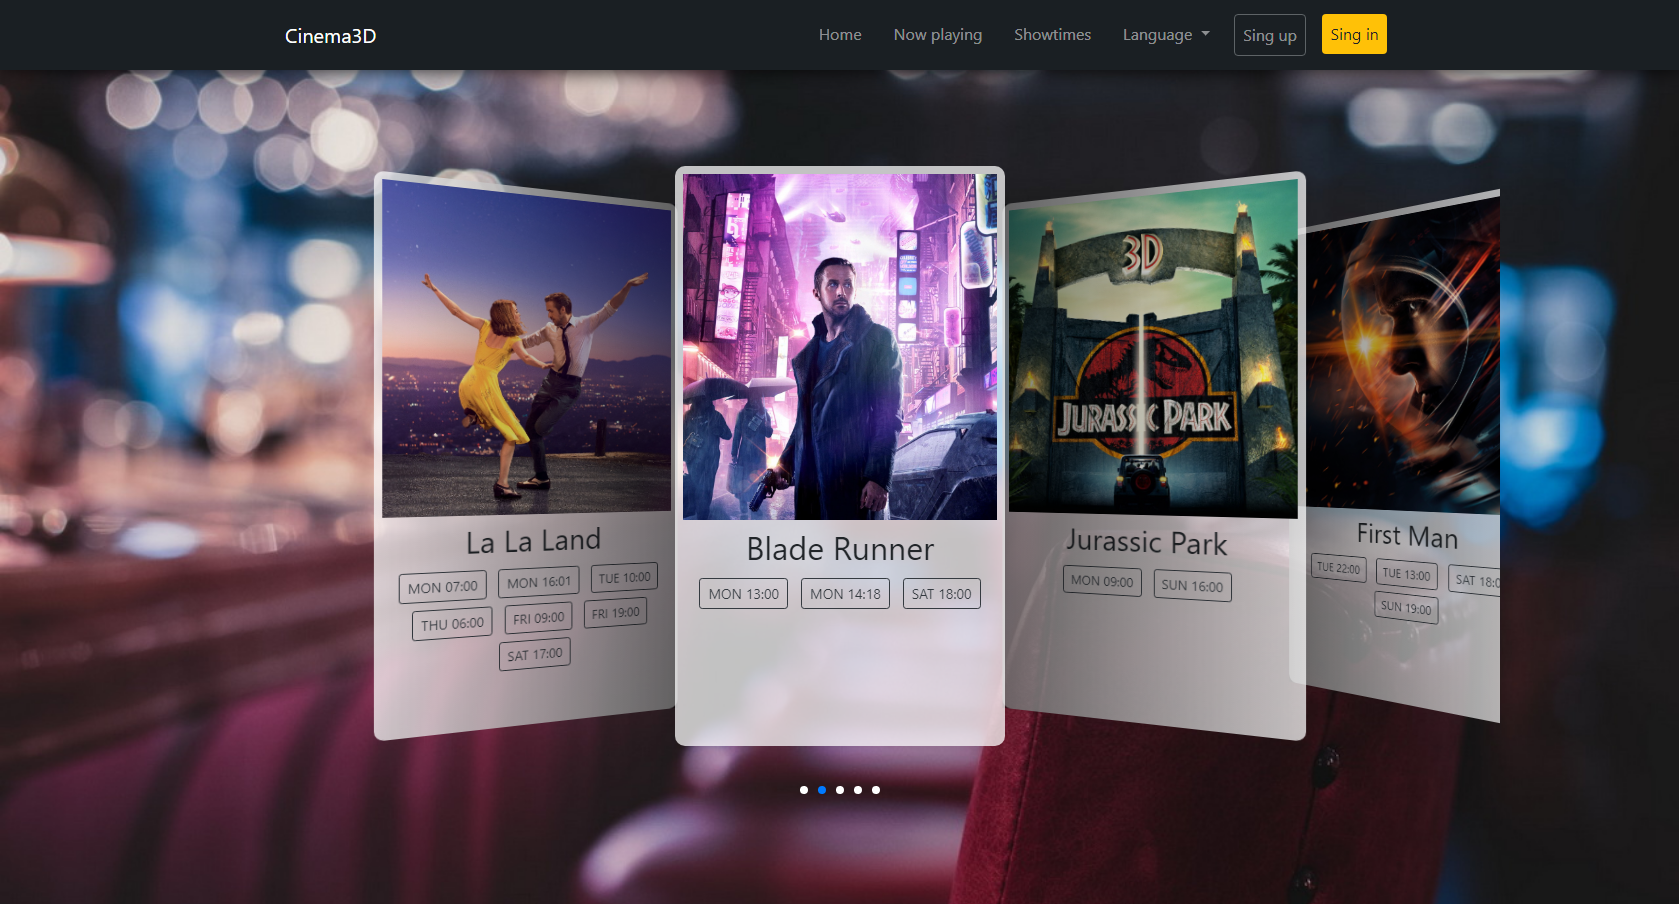 Cinema3D
Home
Now playing
Showtimes
Language
Sing up
Sing in
La La Land
MON 07:00
MON 16:01
TUE 10:00
THU 06:00
FRI 09:00
FRI 19:00
SAT 17:00
Blade Runner
MON 13:00
MON 14:18
SAT 18:00
3D
JURASSIC PARK
Jurassic Park
MON 09:00
SUN 16:00
First Man
TUE 22:00
TUE 13:00
SAT 18:0
SUN 19:00